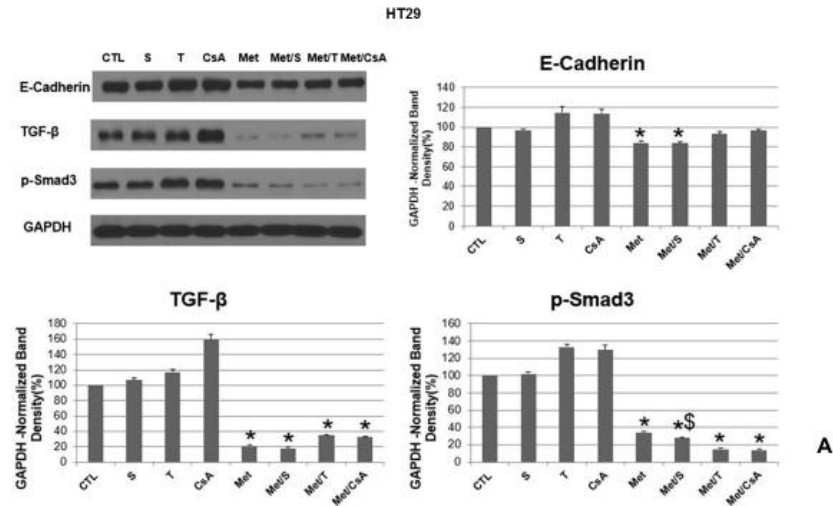 HT29
CTL S T CsA Met Met/S Met/T Met/CsA
E-Cadherin
TGF-β
p-Smad3
GAPDH
E-Cadherin
GAPDH -Normalized Band
Density(%)
140
120
100
80
60
40
20
0
* *
CTL S T CsA Met Met/S Met/T Met/CsA
TGF-β
GAPDH -Normalized Band
Density(%)
180
160
140
120
100
80
60
40
20
0
* * * *
CTL S T CsA Met Met/S Met/T Met/CsA
p-Smad3
GAPDH -Normalized Band
Density(%)
160
140
120
100
80
60
40
20
0
* *$ * *
CTL S T CsA Met Met/S Met/T Met/CsA
A